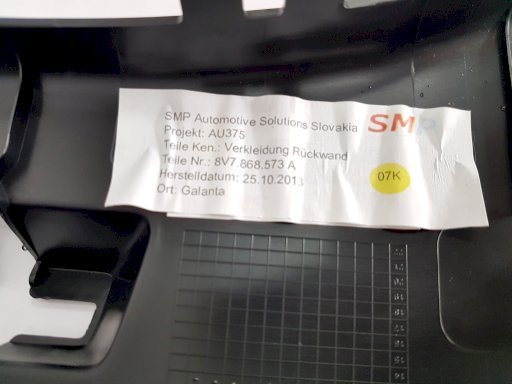 SMP Automotive Solutions Slovakia SMP
Projekt: AU375
Teile Ken.: Verkleidung Rückwand
Teile Nr.: 8V7.868.573 A
Herstelldatum: 25.10.2013
Ort: Galanta
07K